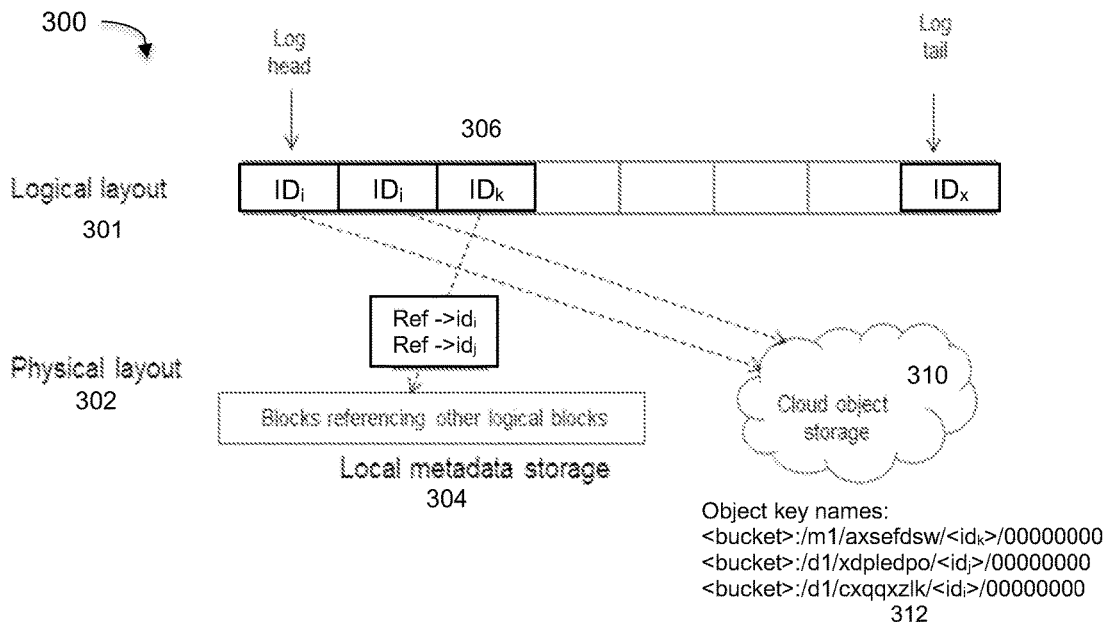 300
Log
head
Log
tail
306
Logical layout
301
IDᵢ IDᵢ IDₖ IDₓ
Ref ->idᵢ
Ref ->idⱼ
Physical layout
302
Blocks referencing other logical blocks
Local metadata storage
304
310
Cloud object
storage
Object key names:
<bucket>:/m1/axsefdsw/<idₖ>/00000000
<bucket>:/d1/xdpledpo/<idⱼ>/00000000
<bucket>:/d1/cxqqxzlk/<idᵢ>/00000000
312